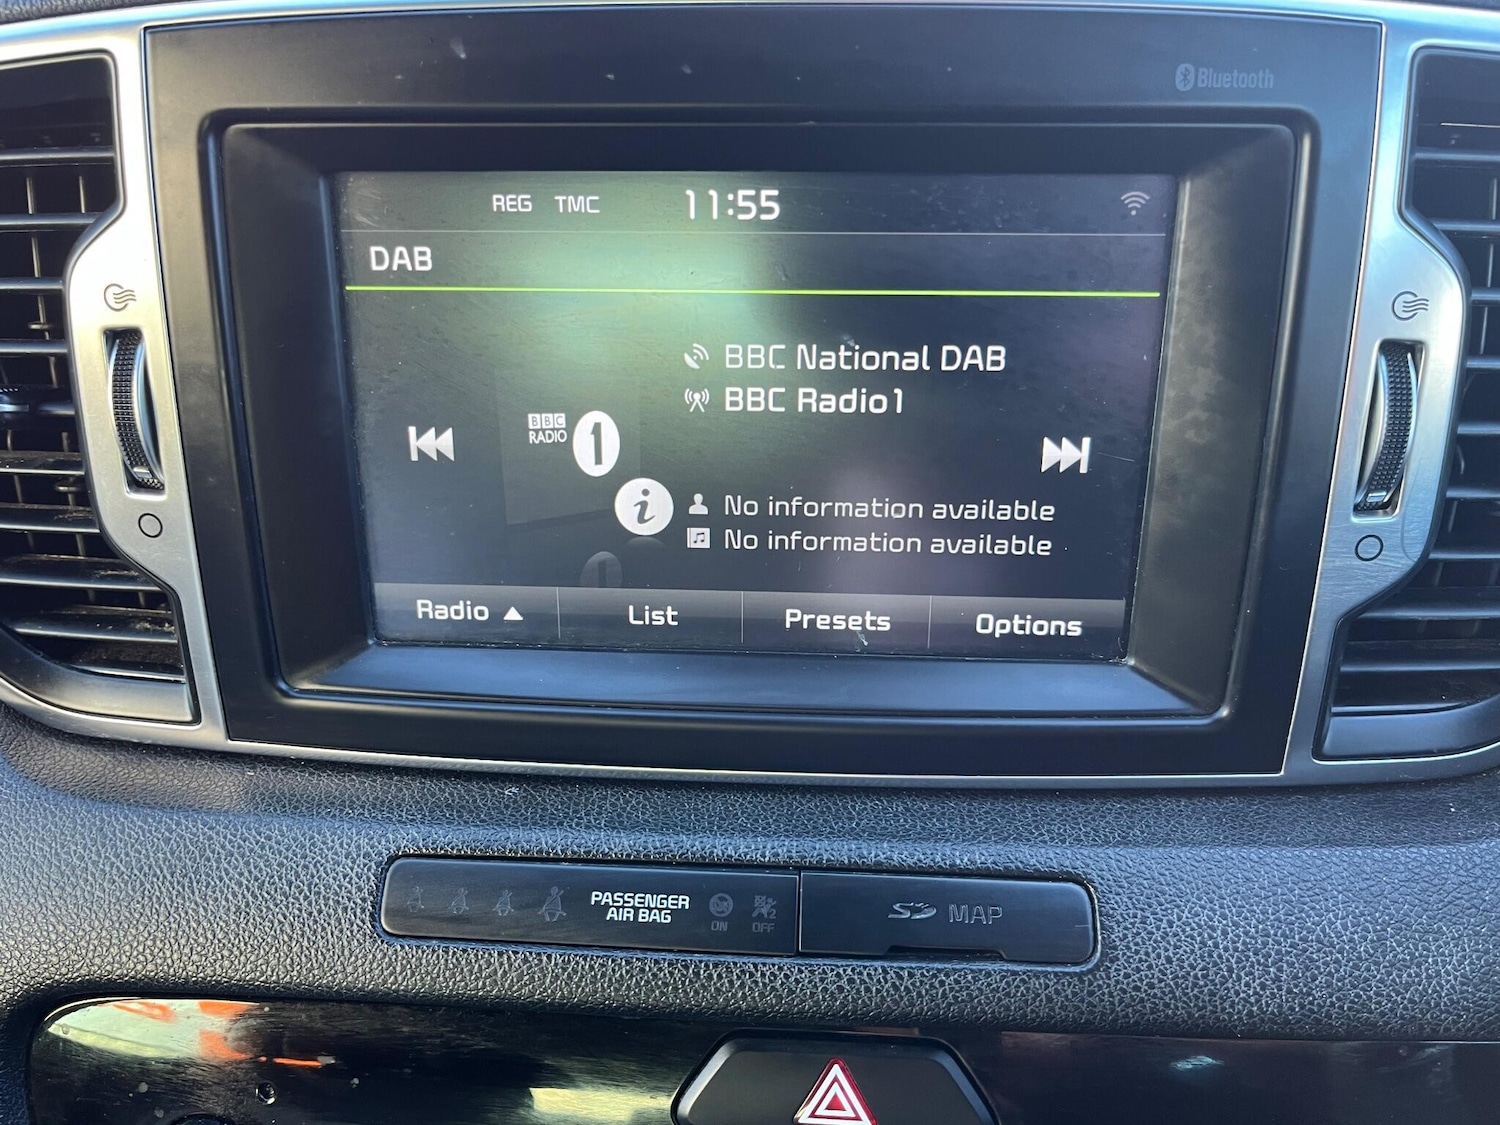 Bluetooth
REG TMC 11:55
DAB
BBC National DAB
BBC Radio1
BBC
RADIO 1
i No information available
No information available
Radio List Presets Options
PASSENGER
AIR BAG
ON OFF
2
SD MAP